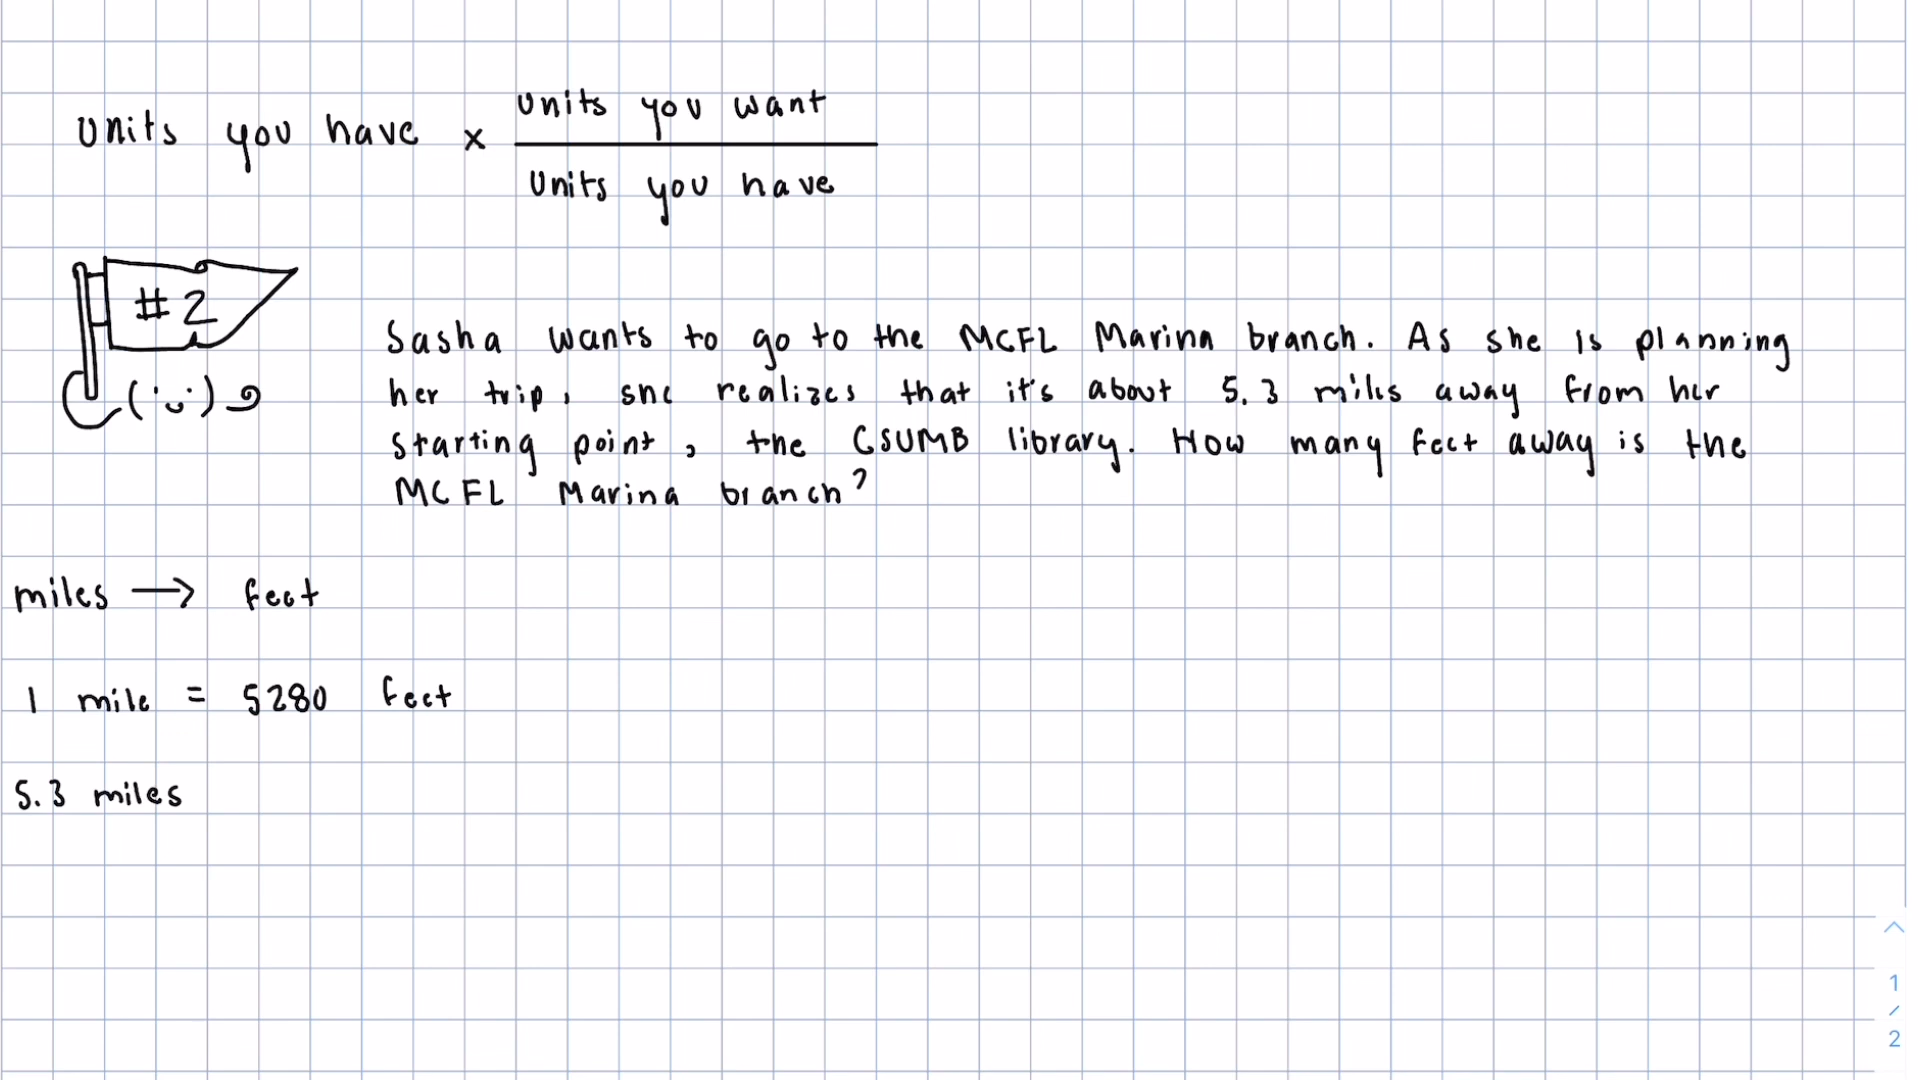 units you have x units you want
units you have
#2
Sasha wants to go to the MCFL Marina branch. As she is planning
her trip, she realizes that it's about 5.3 miles away from her
starting point, the CSUMB library. How many feet away is the
MCFL Marina branch?
miles → feet
1 mile = 5280 feet
5.3 miles
1
/
2